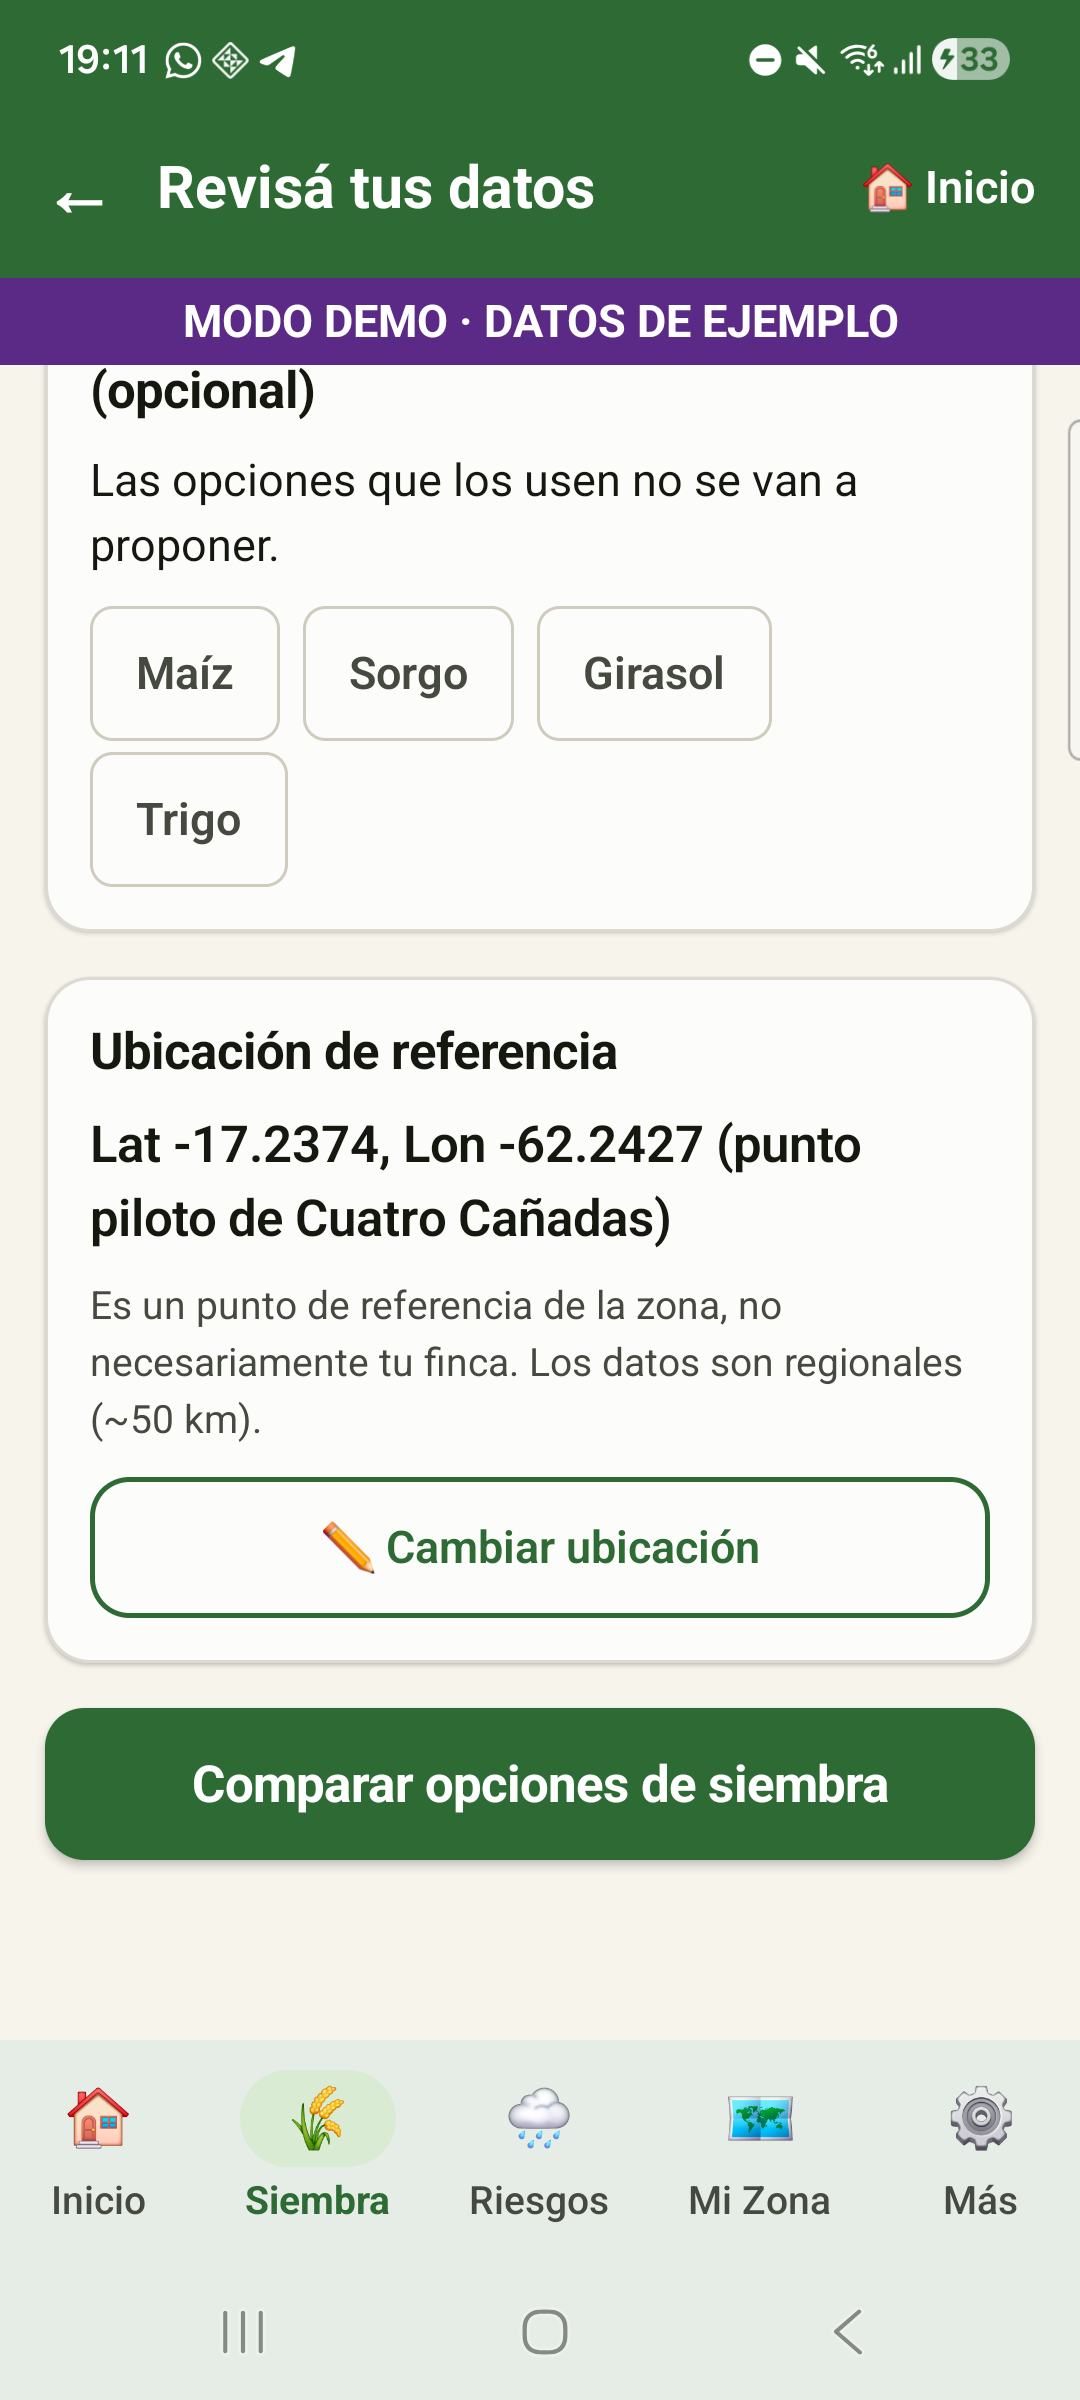 19:11
6
33
← Revisá tus datos
Inicio
MODO DEMO · DATOS DE EJEMPLO
(opcional)
Las opciones que los usen no se van a
proponer.
Maíz
Sorgo
Girasol
Trigo
Ubicación de referencia
Lat -17.2374, Lon -62.2427 (punto
piloto de Cuatro Cañadas)
Es un punto de referencia de la zona, no
necesariamente tu finca. Los datos son regionales
(~50 km).
Cambiar ubicación
Comparar opciones de siembra
Inicio
Siembra
Riesgos
Mi Zona
Más